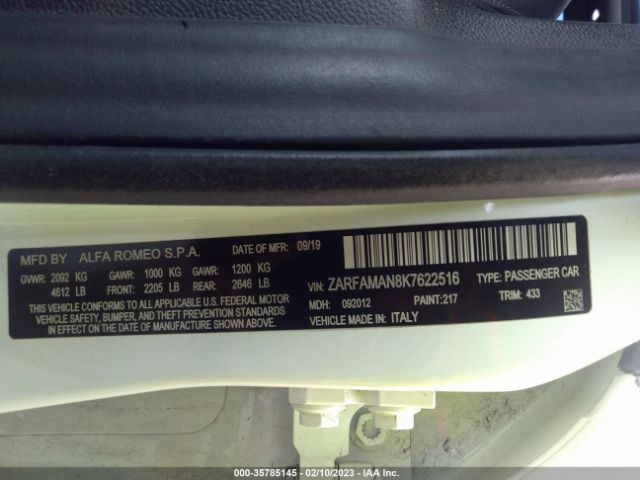 MFD BY ALFA ROMEO S.P.A. DATE OF MFR: 09/19
GVWR: 2092 KG GAWR: 1000 KG GAWR: 1200 KG
4612 LB FRONT: 2205 LB REAR: 2646 LB
THIS VEHICLE CONFORMS TO ALL APPLICABLE U.S. FEDERAL MOTOR
VEHICLE SAFETY, BUMPER, AND THEFT PREVENTION STANDARDS
IN EFFECT ON THE DATE OF MANUFACTURE SHOWN ABOVE.
VIN: ZARFAMAN8K7622516 TYPE: PASSENGER CAR
MDH: 092012 PAINT:217 TRIM: 433
VEHICLE MADE IN: ITALY
000-35785145 - 02/10/2023 - IAA Inc.